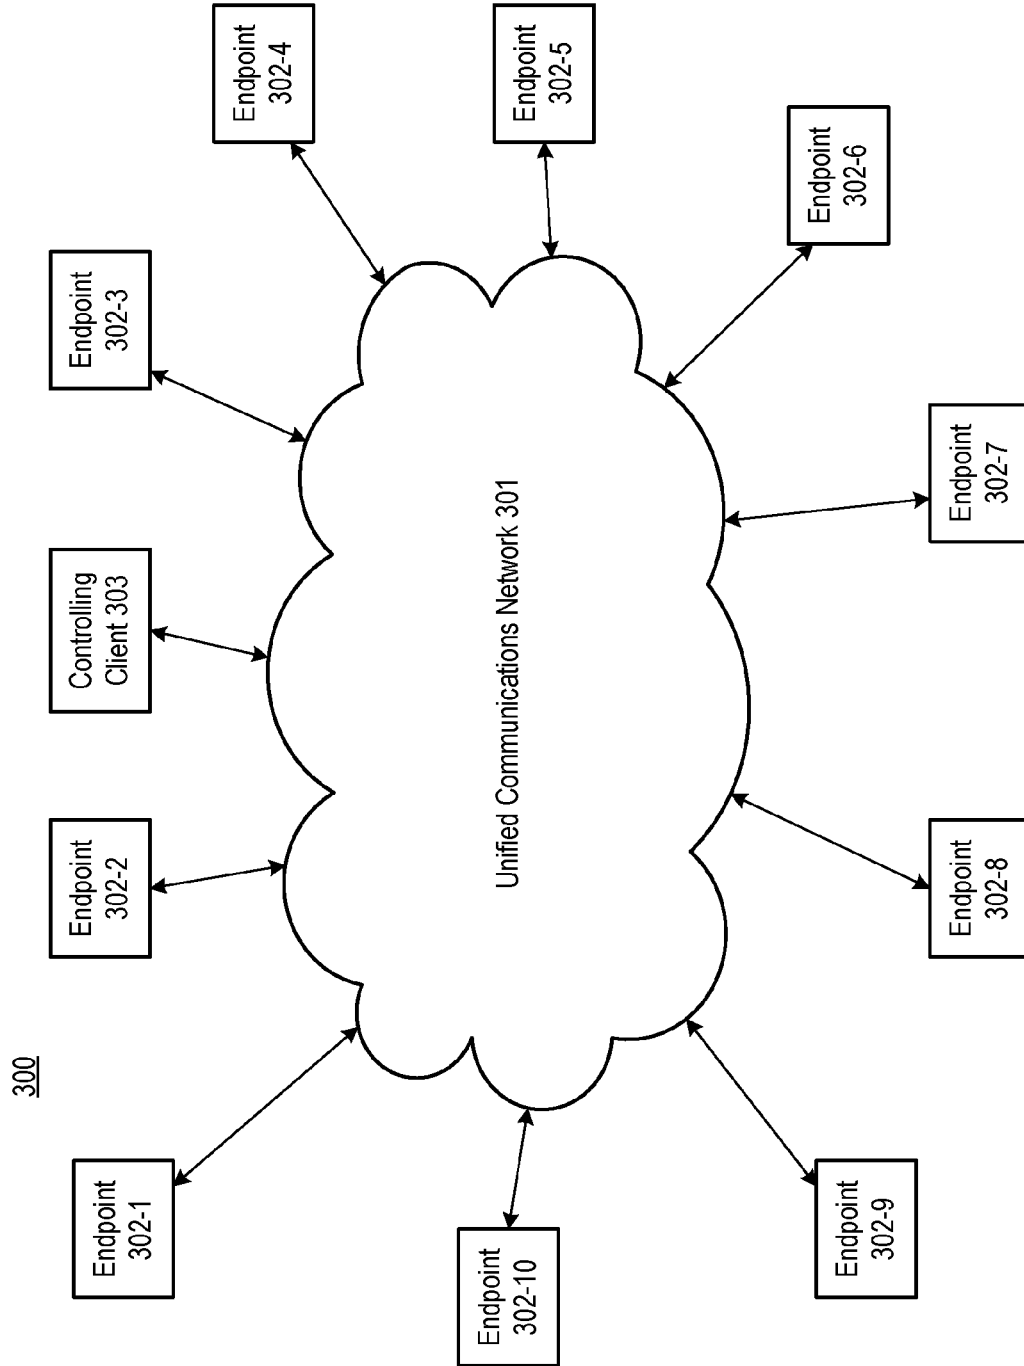 300
Endpoint
302-1
Endpoint
302-2
Controlling
Client 303
Endpoint
302-3
Endpoint
302-4
Endpoint
302-10
Unified Communications Network 301
Endpoint
302-5
Endpoint
302-9
Endpoint
302-8
Endpoint
302-7
Endpoint
302-6